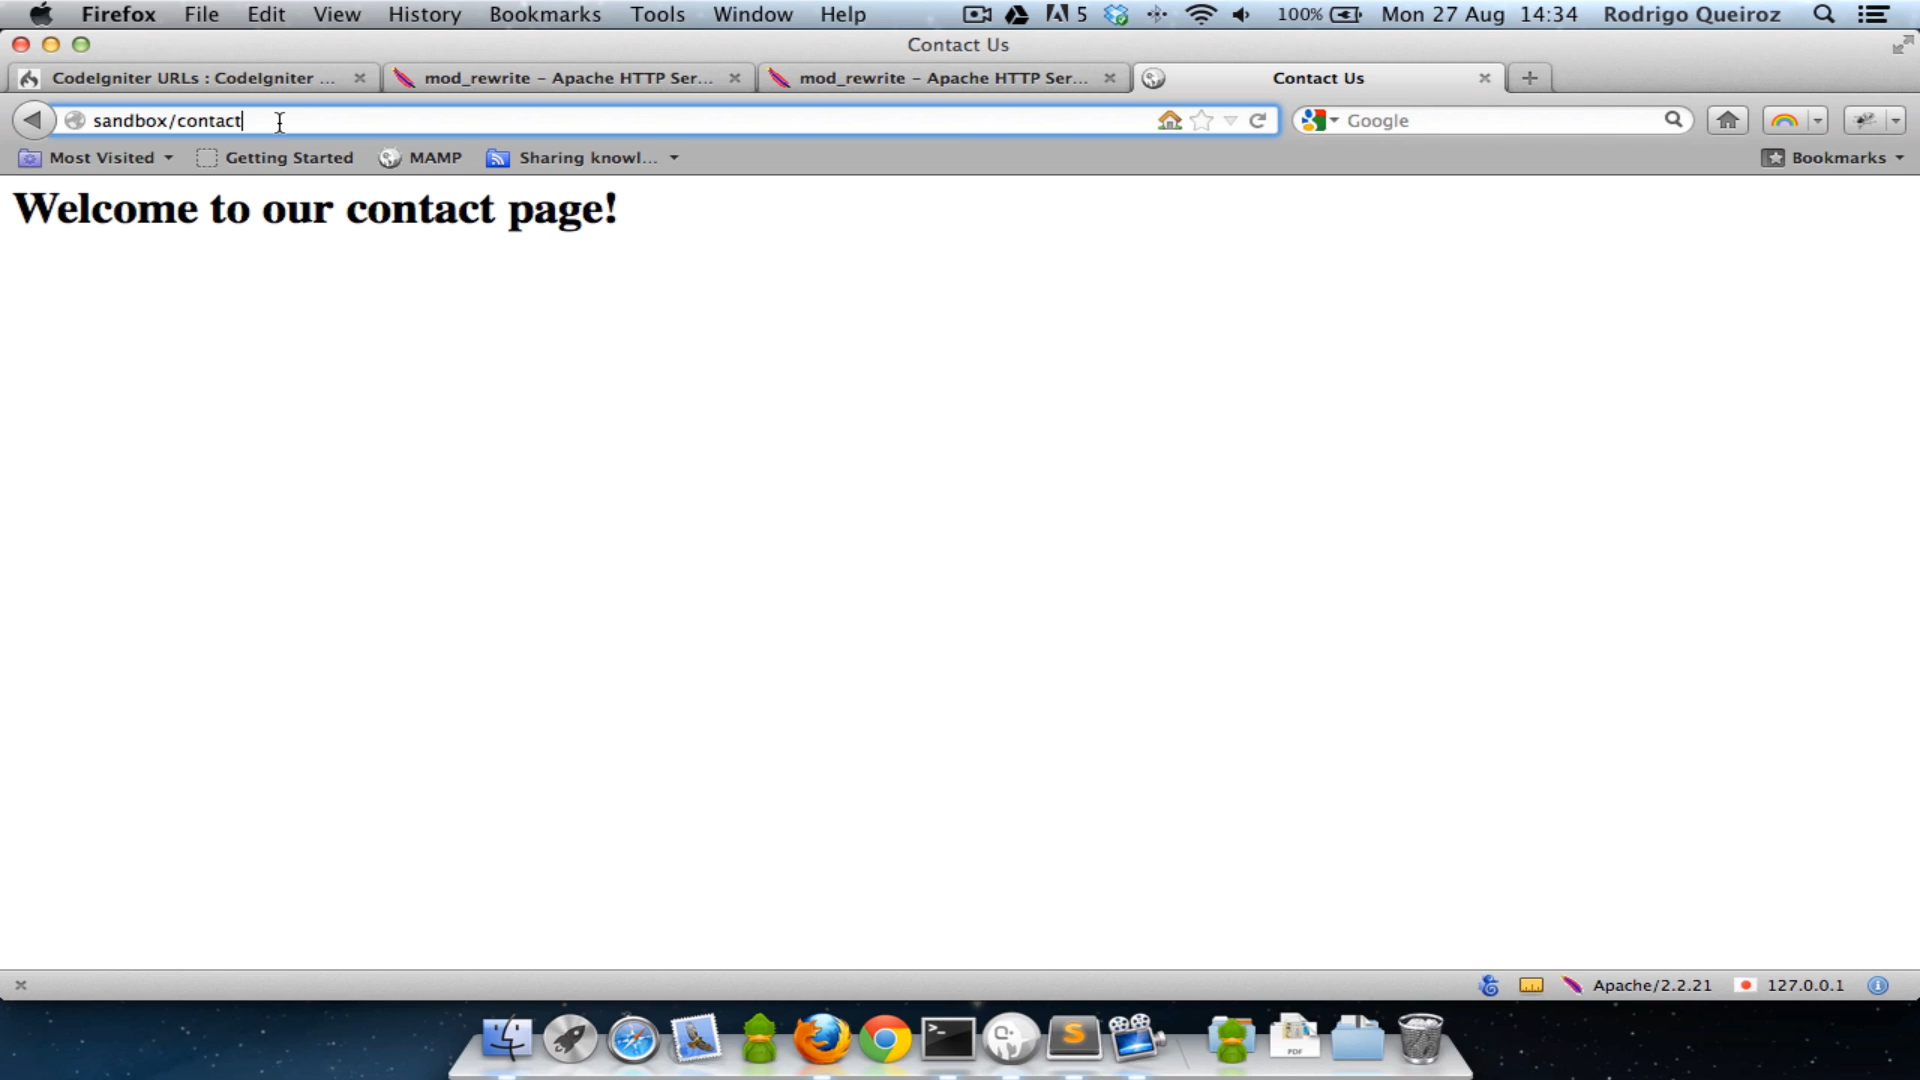 Firefox File Edit View History Bookmarks Tools Window Help 5 100% Mon 27 Aug 14:34 Rodrigo Queiroz
Contact Us
CodeIgniter URLs : CodeIgniter ... mod_rewrite - Apache HTTP Ser... mod_rewrite - Apache HTTP Ser... Contact Us
sandbox/contact Google
Most Visited Getting Started MAMP Sharing knowl... Bookmarks
Welcome to our contact page!
Apache/2.2.21 127.0.0.1
PDF